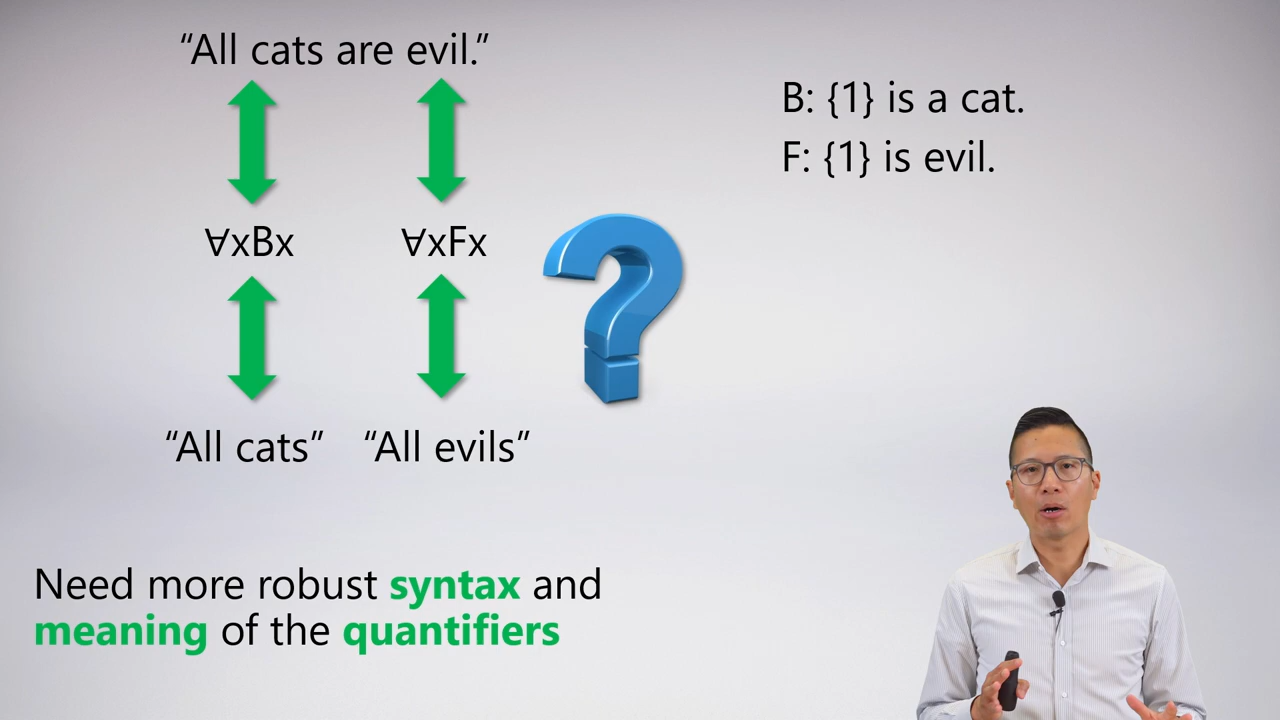 “All cats are evil.”
B: {1} is a cat.
F: {1} is evil.
∀xBx ∀xFx
“All cats” “All evils”
Need more robust syntax and
meaning of the quantifiers